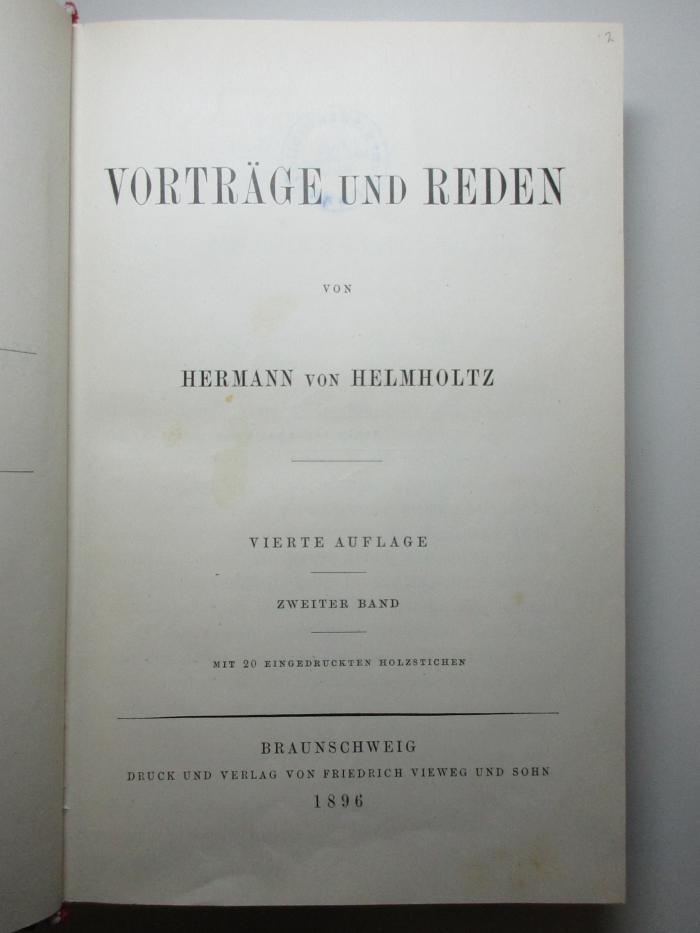 2
VORTRÄGE UND REDEN
VON
HERMANN VON HELMHOLTZ
VIERTE AUFLAGE
ZWEITER BAND
MIT 20 EINGEDRUCKTEN HOLZSTICHEN
BRAUNSCHWEIG
DRUCK UND VERLAG VON FRIEDRICH VIEWEG UND SOHN
1896